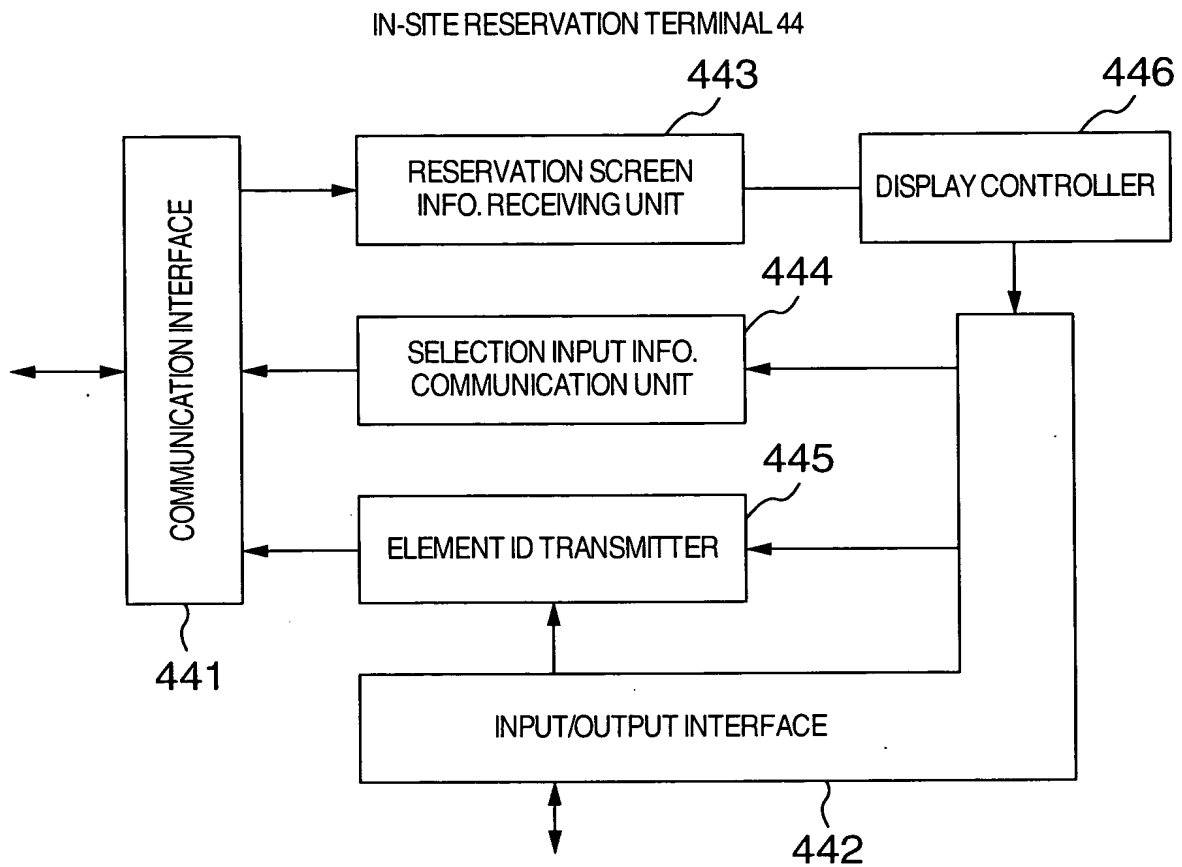 IN-SITE RESERVATION TERMINAL 44
443
446
RESERVATION SCREEN
INFO. RECEIVING UNIT
DISPLAY CONTROLLER
COMMUNICATION INTERFACE
444
SELECTION INPUT INFO.
COMMUNICATION UNIT
445
ELEMENT ID TRANSMITTER
441
INPUT/OUTPUT INTERFACE
442